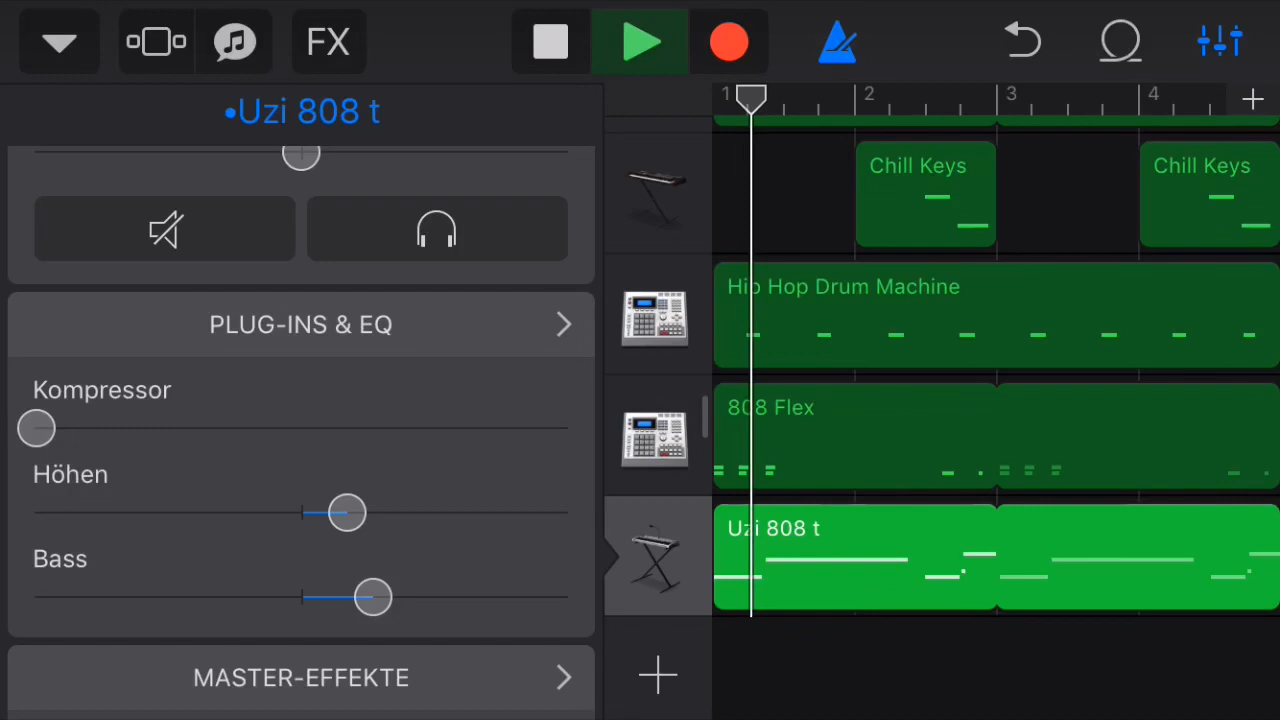 FX
•Uzi 808 t
1 2 3 4
Chill Keys
Chill Keys
PLUG-INS & EQ
Hip Hop Drum Machine
Kompressor
808 Flex
Höhen
Uzi 808 t
Bass
MASTER-EFFEKTE